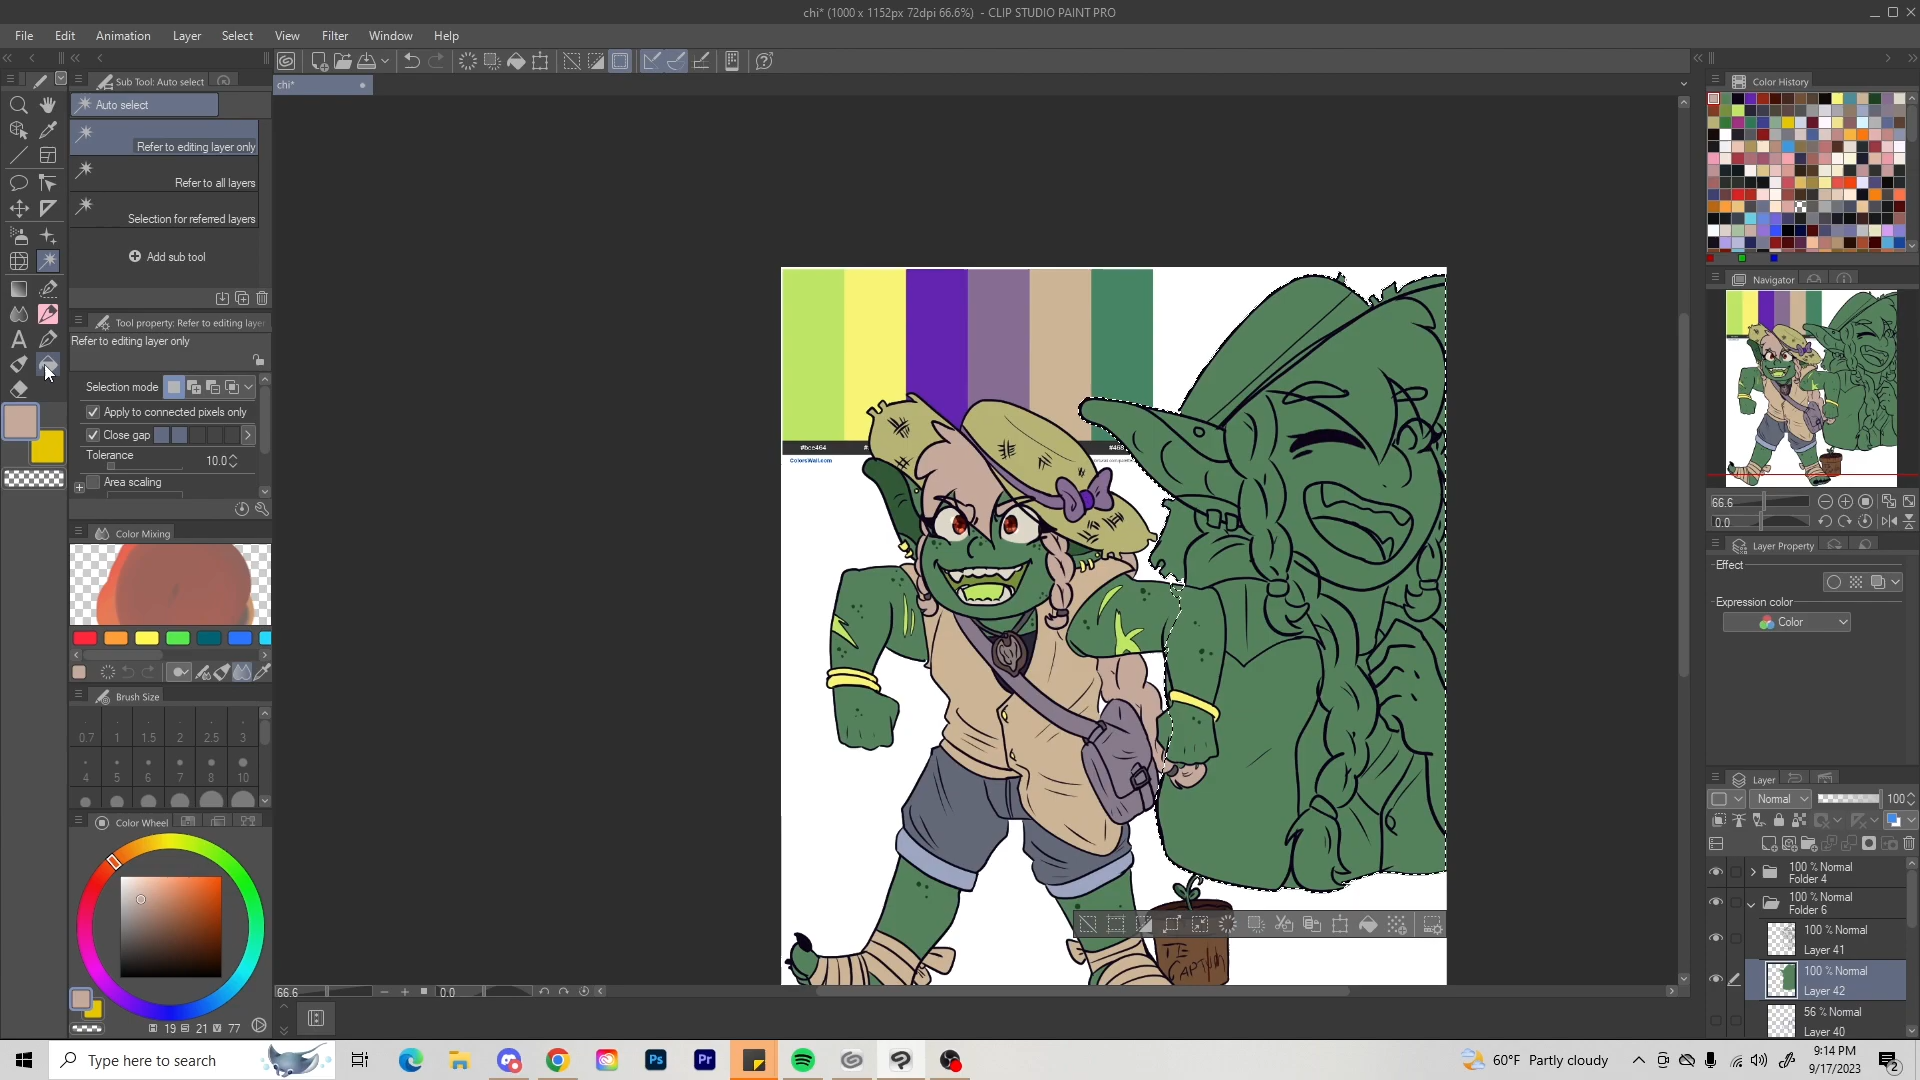 chi* (1000 x 1152px 72dpi 66.6%) - CLIP STUDIO PAINT PRO
File Edit Animation Layer Select View Filter Window Help
Sub Tool: Auto select
chi*
Auto select
Refer to editing layer only
Refer to all layers
Selection for referred layers
Add sub tool
Tool property: Refer to editing layer
Refer to editing layer only
Selection mode
Apply to connected pixels only
Close gap
Tolerance
10.0
Area scaling
Color Mixing
Brush Size
0.7 1 1.5 2 2.5 3
4 5 6 7 8 10
Color Wheel
19 21 77
#bce464
ColorsWall.com
66.6 0.0
Color History
Navigator
66.6
0.0
Layer Property
Effect
Expression color
Color
Layer
Normal 100
100 % Normal
Folder 4
100 % Normal
Folder 6
100 % Normal
Layer 41
100 % Normal
Layer 42
56 % Normal
Layer 40
Type here to search
60°F Partly cloudy
9:14 PM
9/17/2023
2